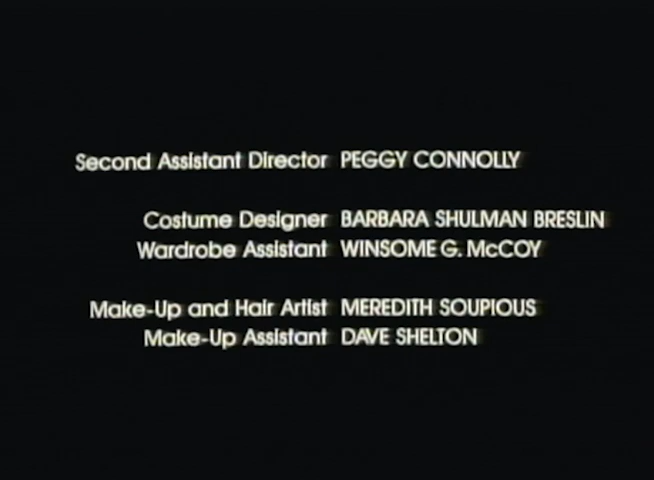 Second Assistant Director PEGGY CONNOLLY
Costume Designer BARBARA SHULMAN BRESLIN
Wardrobe Assistant WINSOME G. McCOY
Make-Up and Hair Artist MEREDITH SOUPIOUS
Make-Up Assistant DAVE SHELTON